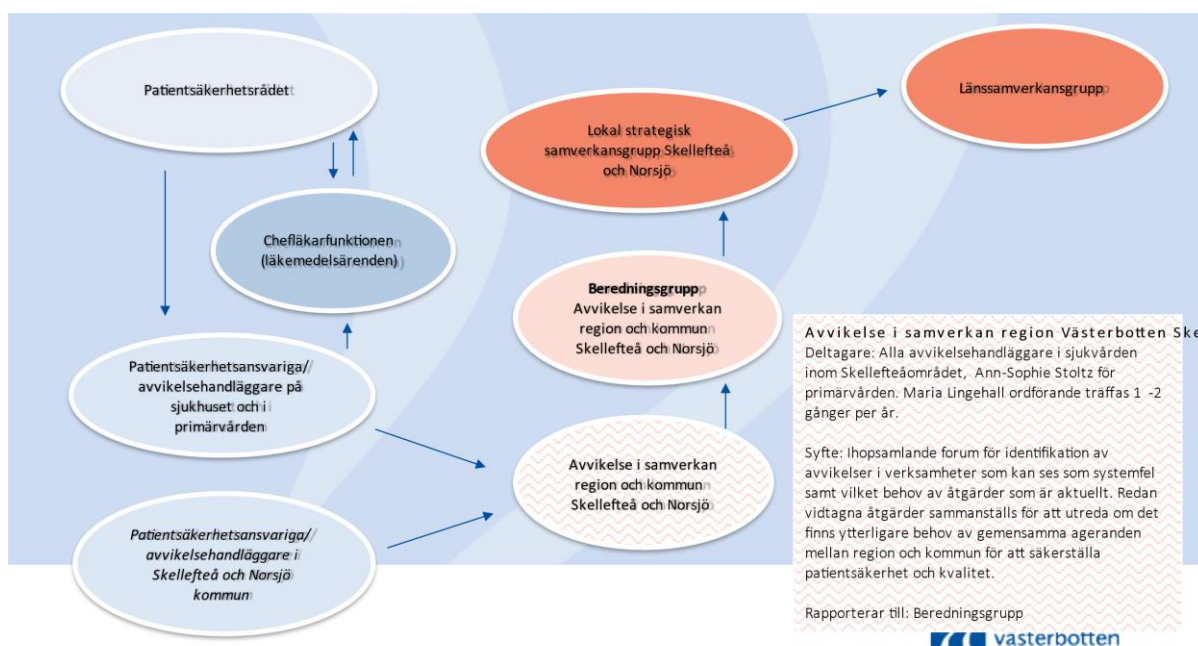 Patientsäkerhetsrådet
Länssamverkansgrupp
Lokal strategisk
samverkansgrupp Skellefteå
och Norsjö
Chefläkarfunktionen
(läkemedelsärenden)
Beredningsgrupp
Avvikelse i samverkan
region och kommun
Skellefteå och Norsjö
Patientsäkerhetsansvariga/
avvikelsehandläggare på
sjukhuset och i
primärvården
Avvikelse i samverkan
region och kommun
Skellefteå och Norsjö
Patientsäkerhetsansvariga/
avvikelsehandläggare i
Skellefteå och Norsjö
kommun
Avvikelse i samverkan region Västerbotten Ske
Deltagare: Alla avvikelsehandläggare i sjukvården
inom Skellefteåområdet, Ann-Sophie Stoltz för
primärvården. Maria Lingehall ordförande träffas 1 -2
gånger per år.
Syfte: Ihopsamlande forum för identifikation av
avvikelser i verksamheter som kan ses som systemfel
samt vilket behov av åtgärder som är aktuellt. Redan
vidtagna åtgärder sammanställs för att utreda om det
finns ytterligare behov av gemensamma ageranden
mellan region och kommun för att säkerställa
patientsäkerhet och kvalitet.
Rapporterar till: Beredningsgrupp
västerbotten